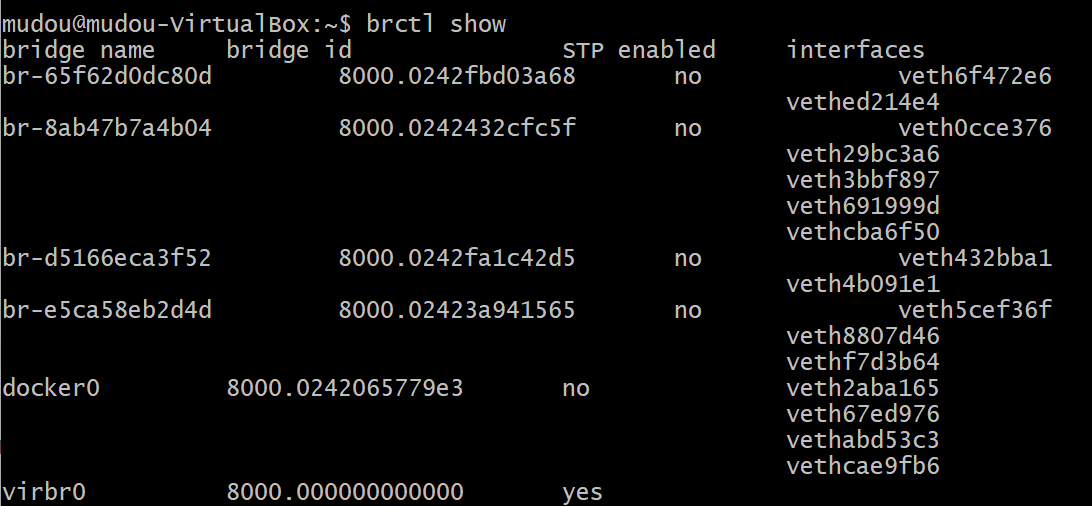 mudou@mudou-VirtualBox:~$ brctl show
bridge name bridge id STP enabled interfaces
br-65f62d0dc80d 8000.0242fbd03a68 no veth6f472e6
vethed214e4
br-8ab47b7a4b04 8000.0242432cfc5f no veth0cce376
veth29bc3a6
veth3bbf897
veth691999d
vethcba6f50
br-d5166eca3f52 8000.0242fa1c42d5 no veth432bba1
veth4b091e1
br-e5ca58eb2d4d 8000.02423a941565 no veth5cef36f
veth8807d46
vethf7d3b64
docker0 8000.0242065779e3 no veth2aba165
veth67ed976
vethabd53c3
vethcae9fb6
virbr0 8000.000000000000 yes